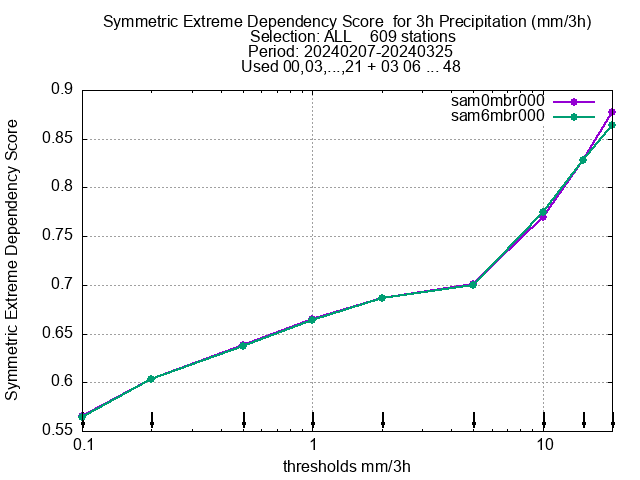 Symmetric Extreme Dependency Score for 3h Precipitation (mm/3h)
Selection: ALL 609 stations
Period: 20240207-20240325
Used 00,03,...,21 + 03 06 ... 48
sam0mbr000
sam6mbr000
0.9
0.85
0.8
0.75
0.7
0.65
0.6
0.55
Symmetric Extreme Dependency Score
0.1
1
10
thresholds mm/3h